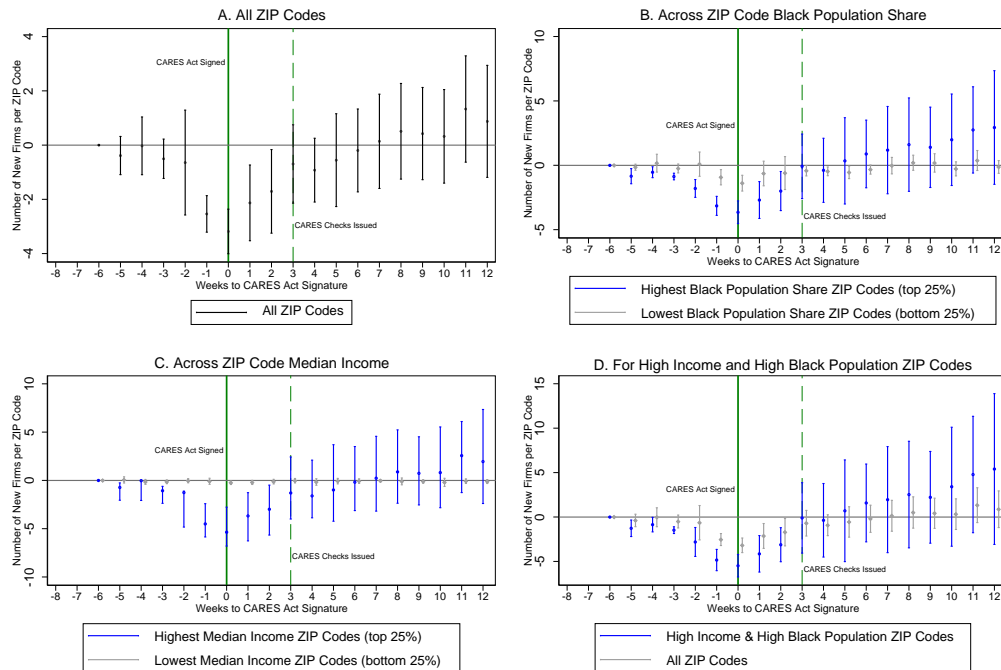 A. All ZIP Codes
Number of New Firms per ZIP Code
4
2
0
-2
-4
CARES Act Signed
CARES Checks Issued
-8 -7 -6 -5 -4 -3 -2 -1 0 1 2 3 4 5 6 7 8 9 10 11 12
Weeks to CARES Act Signature
All ZIP Codes
B. Across ZIP Code Black Population Share
Number of New Firms per ZIP Code
10
5
0
-5
CARES Act Signed
CARES Checks Issued
-8 -7 -6 -5 -4 -3 -2 -1 0 1 2 3 4 5 6 7 8 9 10 11 12
Weeks to CARES Act Signature
Highest Black Population Share ZIP Codes (top 25%)
Lowest Black Population Share ZIP Codes (bottom 25%)
C. Across ZIP Code Median Income
Number of New Firms per ZIP Code
10
5
0
-5
-10
CARES Act Signed
CARES Checks Issued
-8 -7 -6 -5 -4 -3 -2 -1 0 1 2 3 4 5 6 7 8 9 10 11 12
Weeks to CARES Act Signature
Highest Median Income ZIP Codes (top 25%)
Lowest Median Income ZIP Codes (bottom 25%)
D. For High Income and High Black Population ZIP Codes
Number of New Firms per ZIP Code
15
10
5
0
-5
CARES Act Signed
CARES Checks Issued
-8 -7 -6 -5 -4 -3 -2 -1 0 1 2 3 4 5 6 7 8 9 10 11 12
Weeks to CARES Act Signature
High Income & High Black Population ZIP Codes
All ZIP Codes